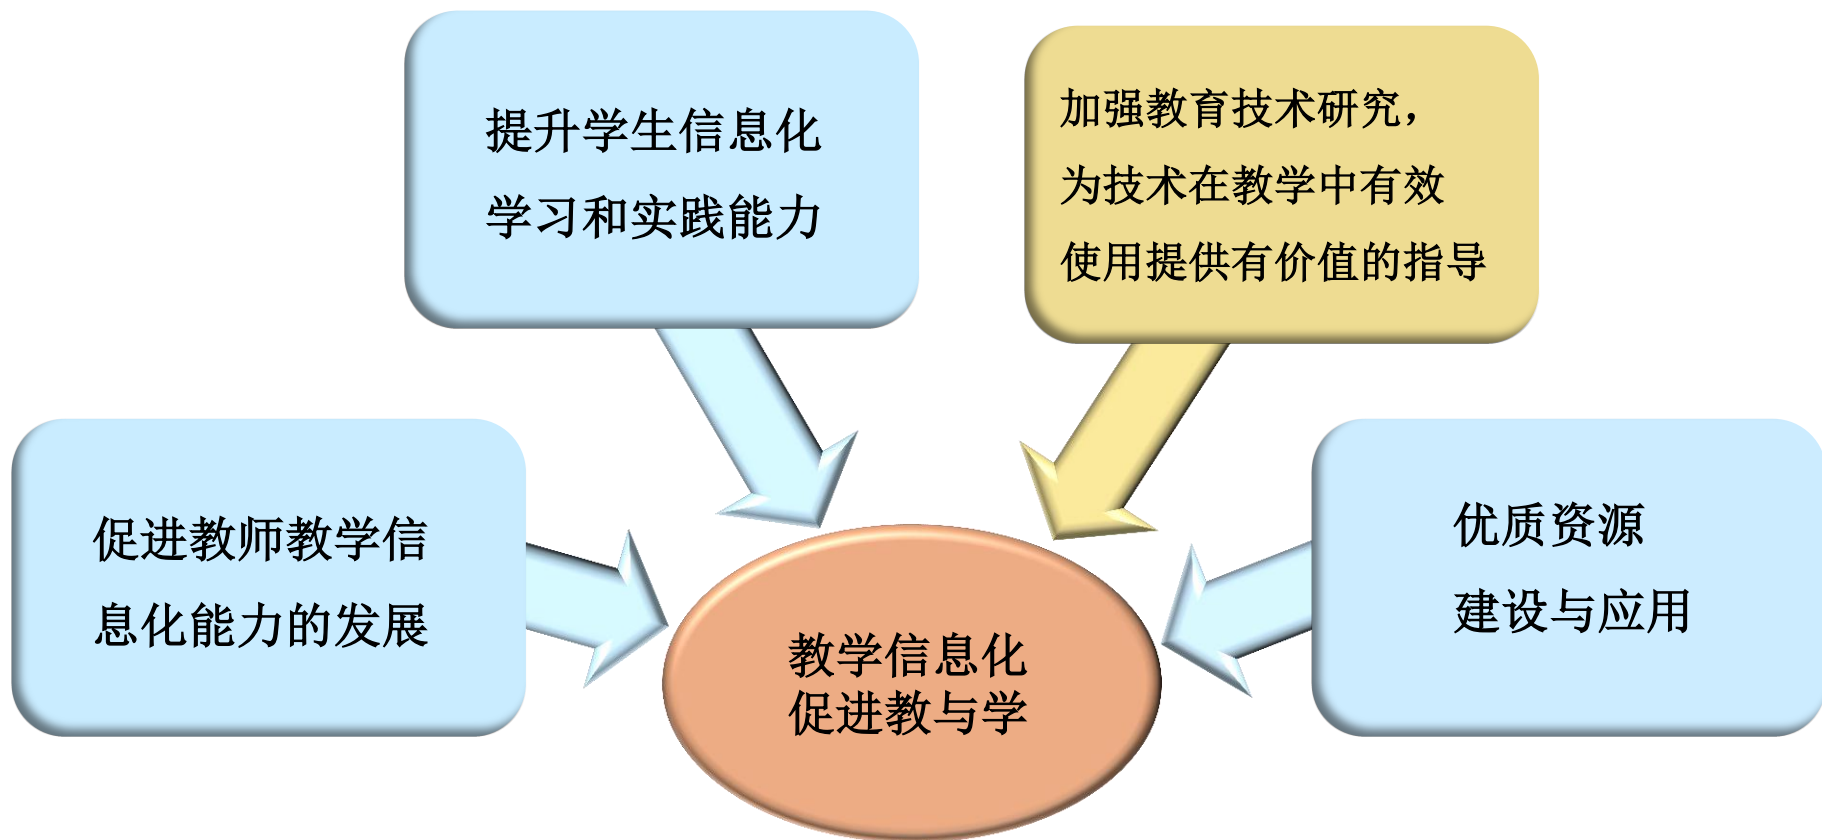 提升学生信息化
学习和实践能力
加强教育技术研究，
为技术在教学中有效
使用提供有价值的指导
促进教师教学信
息化能力的发展
优质资源
建设与应用
教学信息化
促进教与学